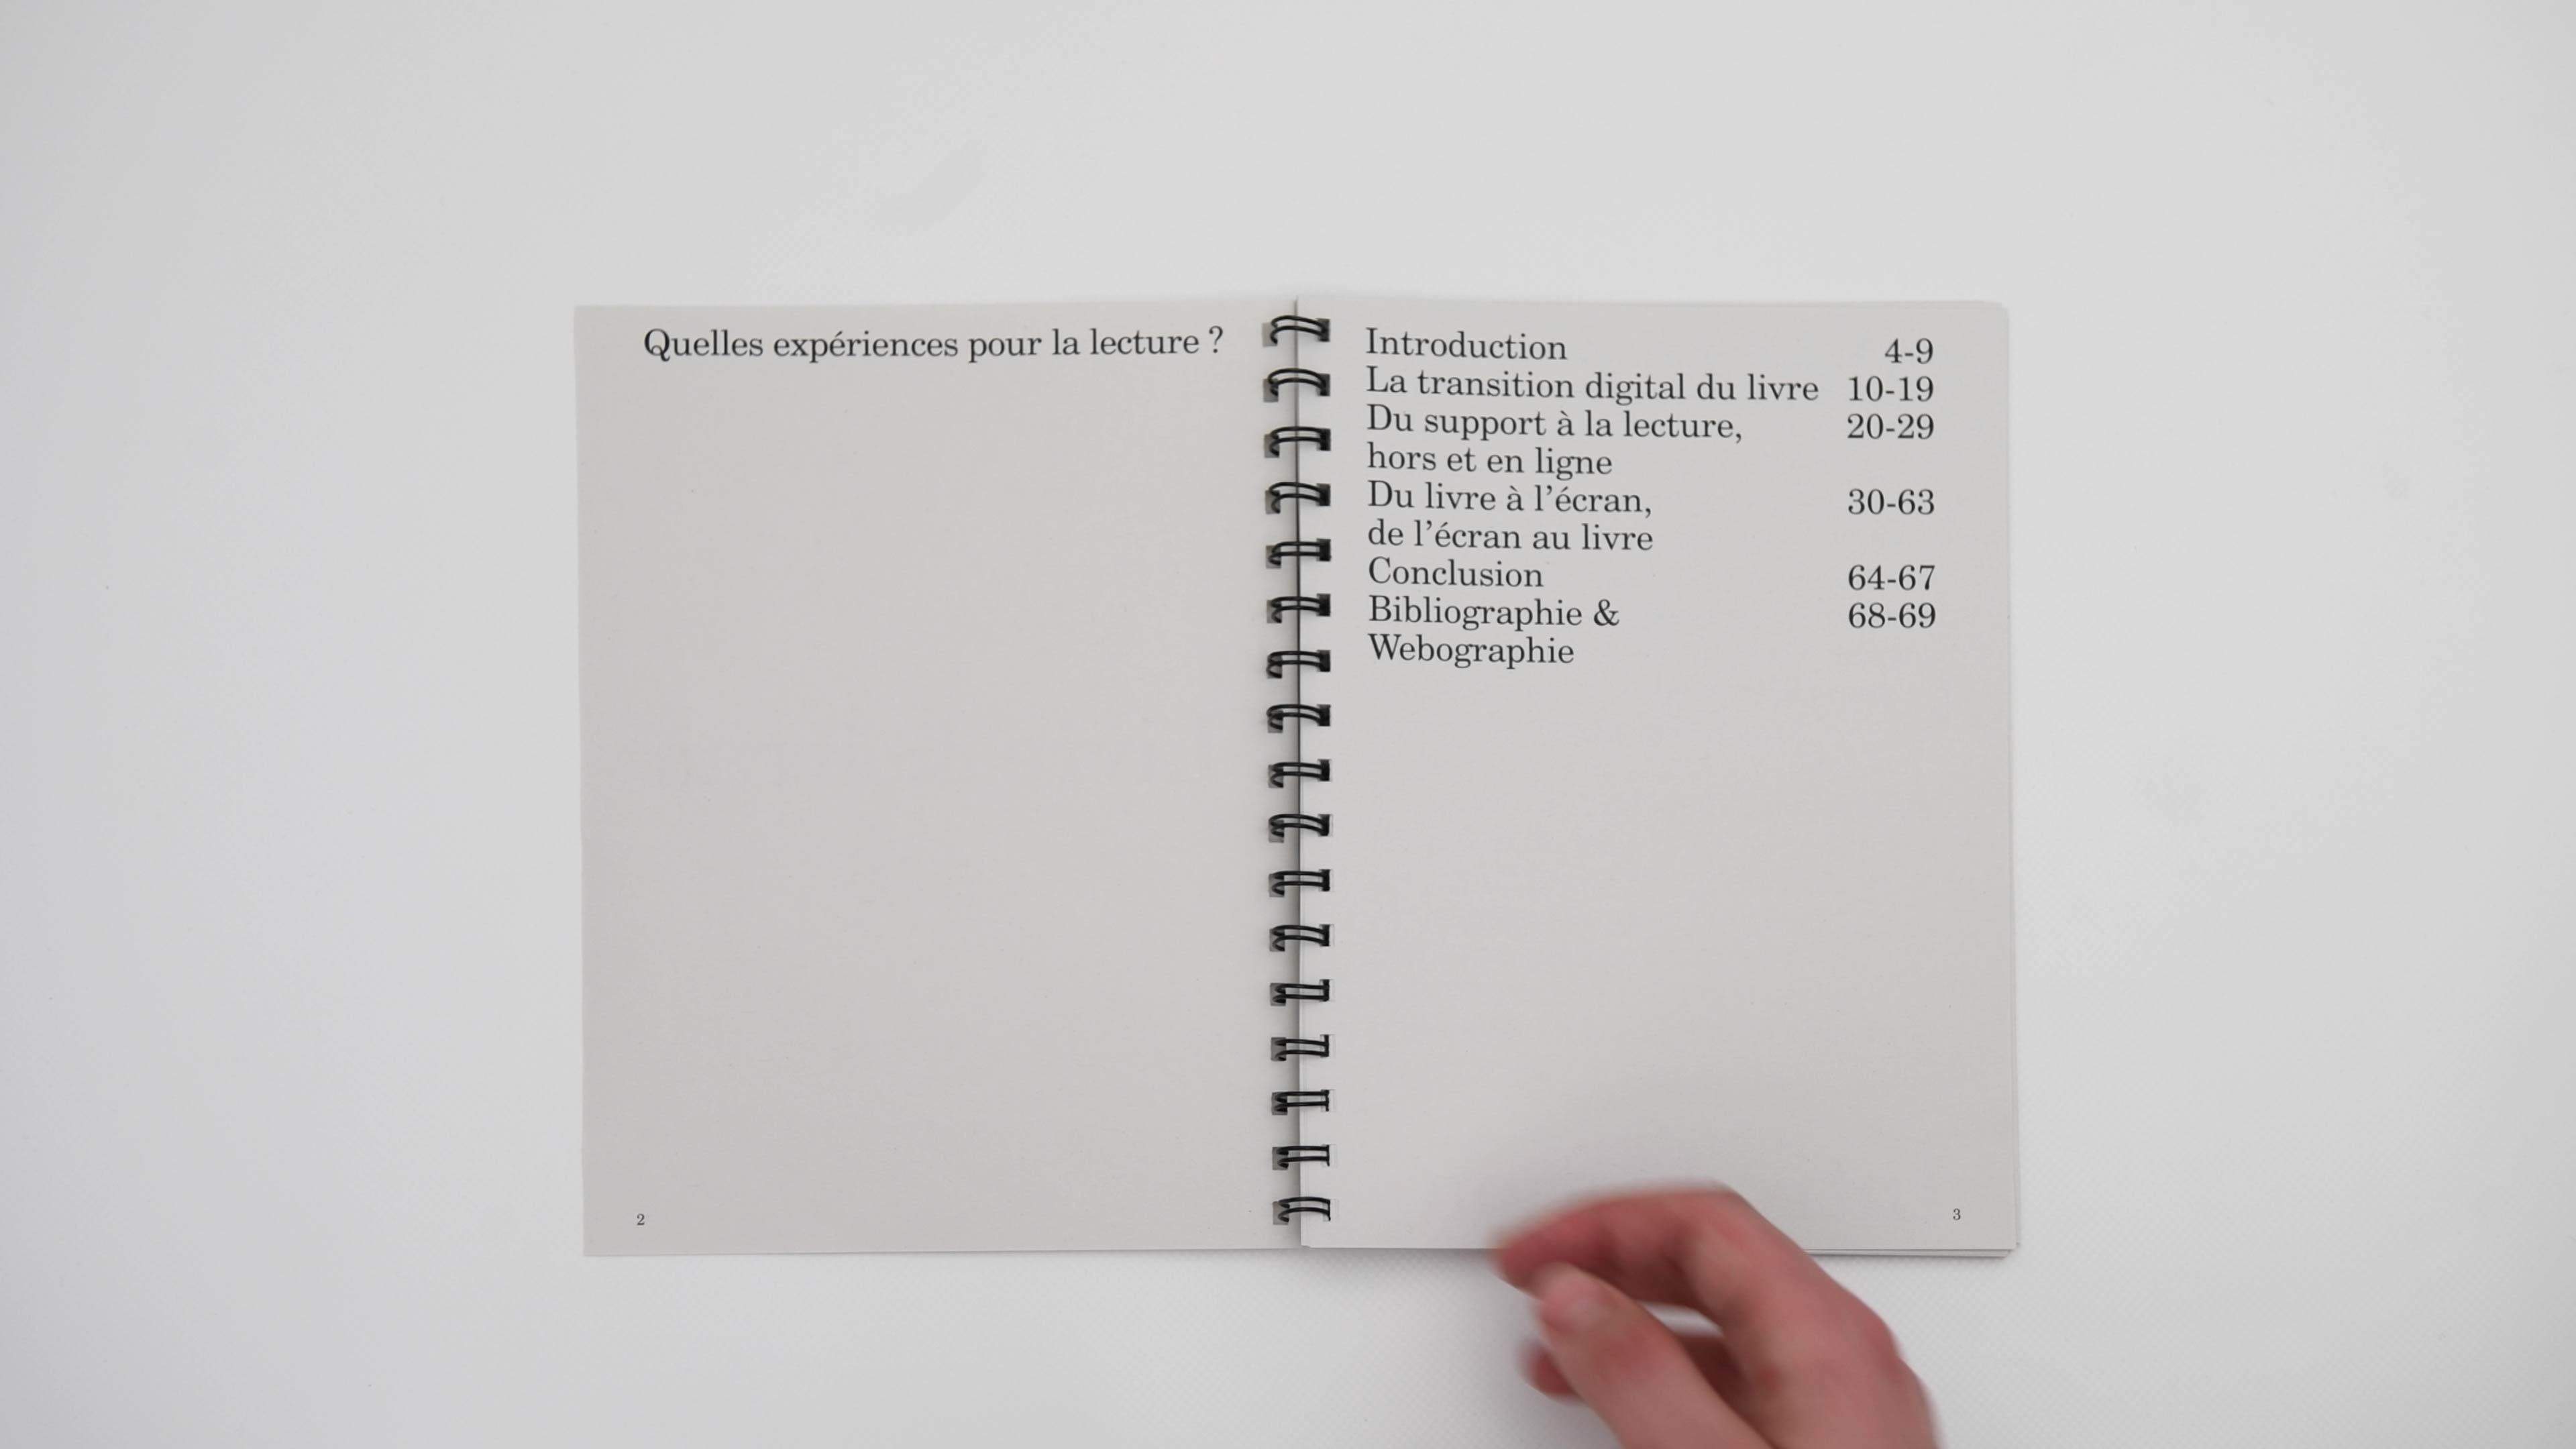 Quelles expériences pour la lecture ?
2
Introduction 4-9
La transition digital du livre 10-19
Du support à la lecture, 20-29
hors et en ligne
Du livre à l’écran, 30-63
de l’écran au livre
Conclusion 64-67
Bibliographie & 68-69
Webographie
3